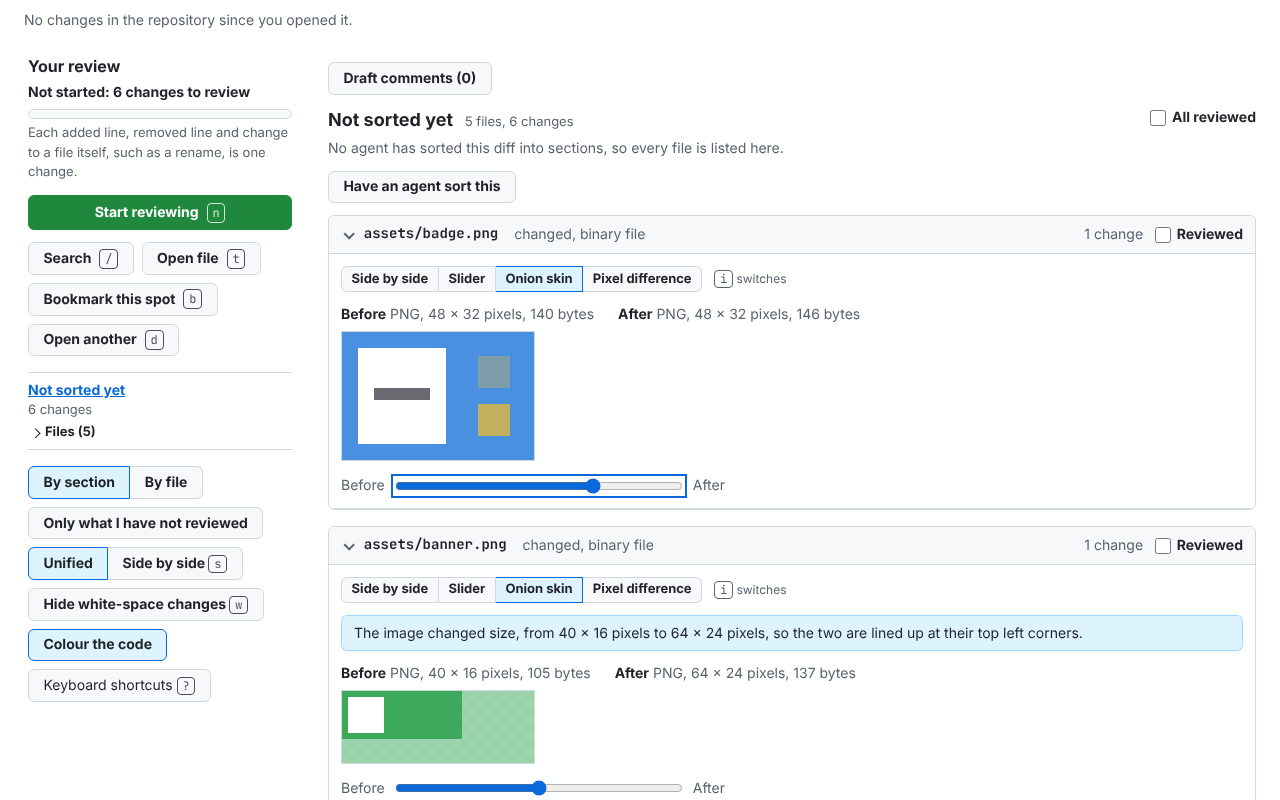 No changes in the repository since you opened it.
Your review
Not started: 6 changes to review
Each added line, removed line and change
to a file itself, such as a rename, is one
change.
Start reviewing n
Search /
Open file t
Bookmark this spot b
Open another d
Not sorted yet
6 changes
Files (5)
By section
By file
Only what I have not reviewed
Unified
Side by side s
Hide white-space changes w
Colour the code
Keyboard shortcuts ?
Draft comments (0)
Not sorted yet 5 files, 6 changes
All reviewed
No agent has sorted this diff into sections, so every file is listed here.
Have an agent sort this
assets/badge.png changed, binary file 1 change Reviewed
Side by side Slider Onion skin Pixel difference i switches
Before PNG, 48 × 32 pixels, 140 bytes After PNG, 48 × 32 pixels, 146 bytes
Before After
assets/banner.png changed, binary file 1 change Reviewed
Side by side Slider Onion skin Pixel difference i switches
The image changed size, from 40 × 16 pixels to 64 × 24 pixels, so the two are lined up at their top left corners.
Before PNG, 40 × 16 pixels, 105 bytes After PNG, 64 × 24 pixels, 137 bytes
Before After